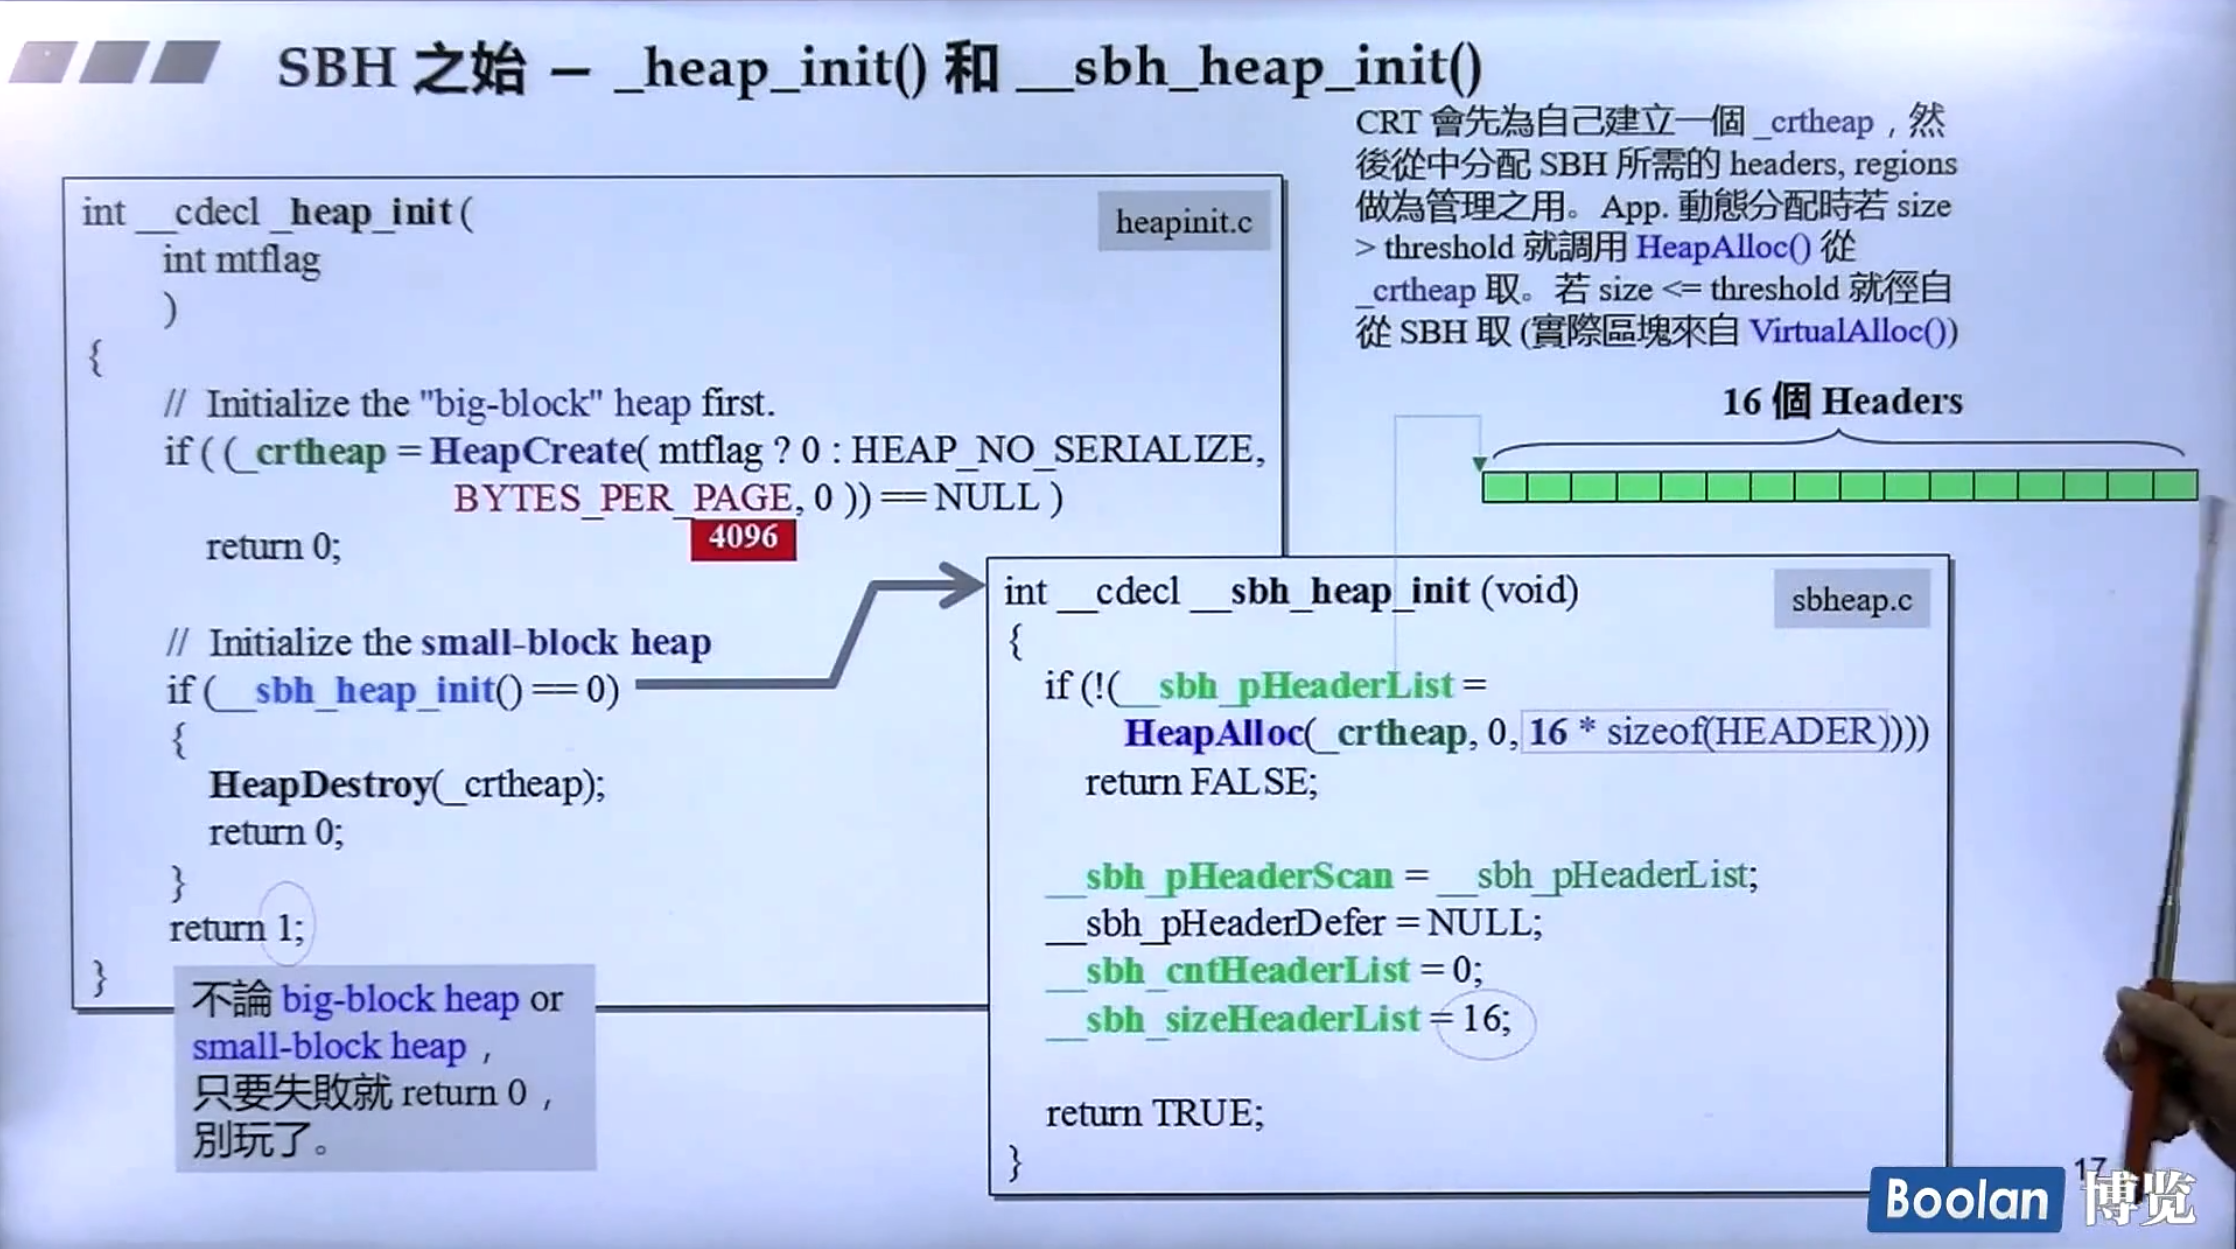 SBH 之始 – _heap_init() 和 __sbh_heap_init()
CRT 會先為自己建立一個 _crtheap，然
後從中分配 SBH 所需的 headers, regions
做為管理之用。App. 動態分配時若 size
> threshold 就調用 HeapAlloc() 從
_crtheap 取。若 size <= threshold 就徑自
從 SBH 取 (實際區塊來自 VirtualAlloc())
16 個 Headers
heapinit.c
int __cdecl _heap_init (
int mtflag
)
{
// Initialize the "big-block" heap first.
if ( (_crtheap = HeapCreate( mtflag ? 0 : HEAP_NO_SERIALIZE,
BYTES_PER_PAGE, 0 )) == NULL )
4096
return 0;
// Initialize the small-block heap
if (__sbh_heap_init() == 0)
{
HeapDestroy(_crtheap);
return 0;
}
return 1;
}
不論 big-block heap or
small-block heap，
只要失敗就 return 0，
別玩了。
sbheap.c
int __cdecl __sbh_heap_init (void)
{
if (!(__sbh_pHeaderList =
HeapAlloc(_crtheap, 0, 16 * sizeof(HEADER))))
return FALSE;
__sbh_pHeaderScan = __sbh_pHeaderList;
__sbh_pHeaderDefer = NULL;
__sbh_cntHeaderList = 0;
__sbh_sizeHeaderList = 16;
return TRUE;
}
17
Boolan 博览